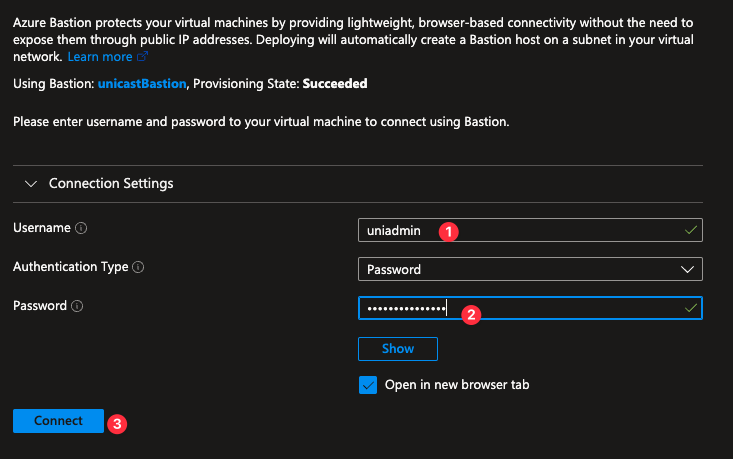 Azure Bastion protects your virtual machines by providing lightweight, browser-based connectivity without the need to
expose them through public IP addresses. Deploying will automatically create a Bastion host on a subnet in your virtual
network. Learn more
Using Bastion: unicastBastion, Provisioning State: Succeeded
Please enter username and password to your virtual machine to connect using Bastion.
Connection Settings
Username
uniadmin 1
Authentication Type
Password
Password
••••••••••••••• 2
Show
Open in new browser tab
Connect 3